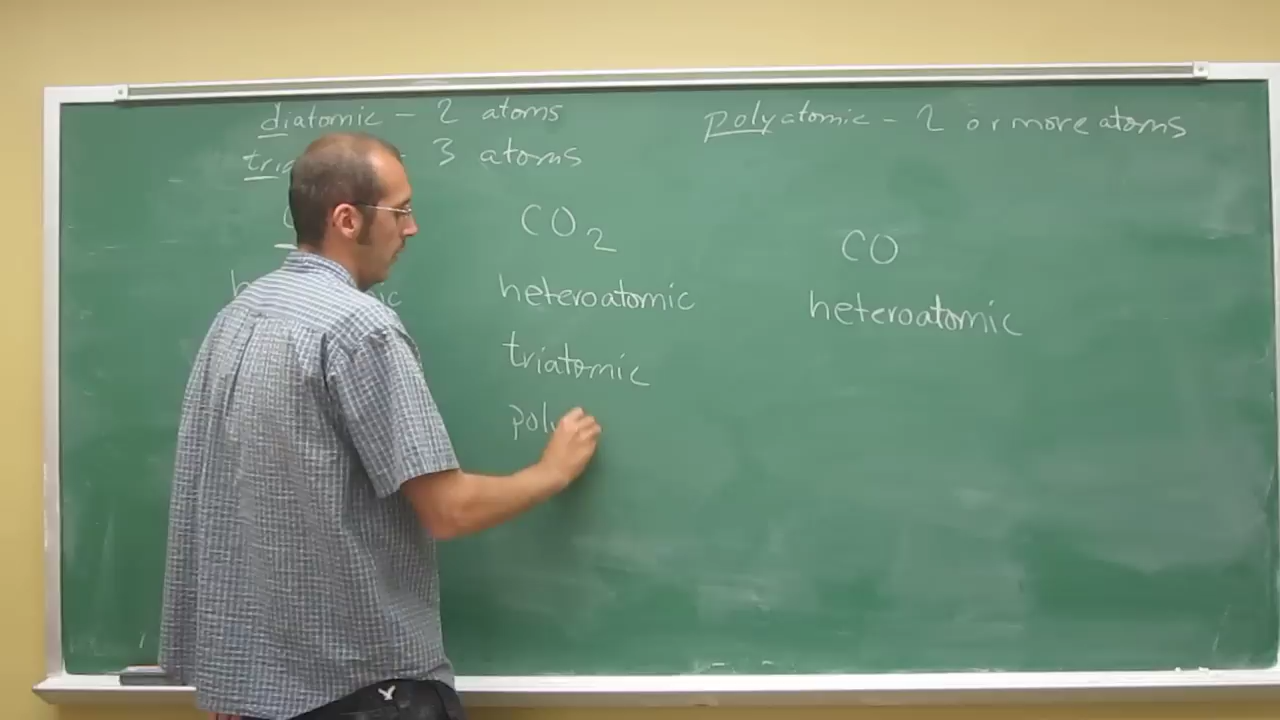 diatomic - 2 atoms
polyatomic - 2 or more atoms
3 atoms
CO2
CO
heteroatomic
heteroatomic
triatomic